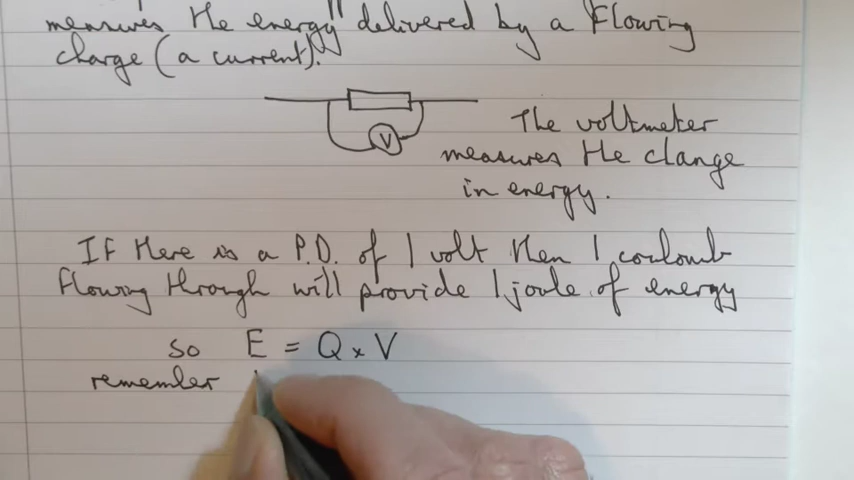 measures the energy" delivered by a flowing
charge (a current).
V
The voltmeter
measures the change
in energy.
If there is a P.D. of 1 volt then 1 coulomb
flowing through will provide 1 joule of energy
so E = Q x V
remember